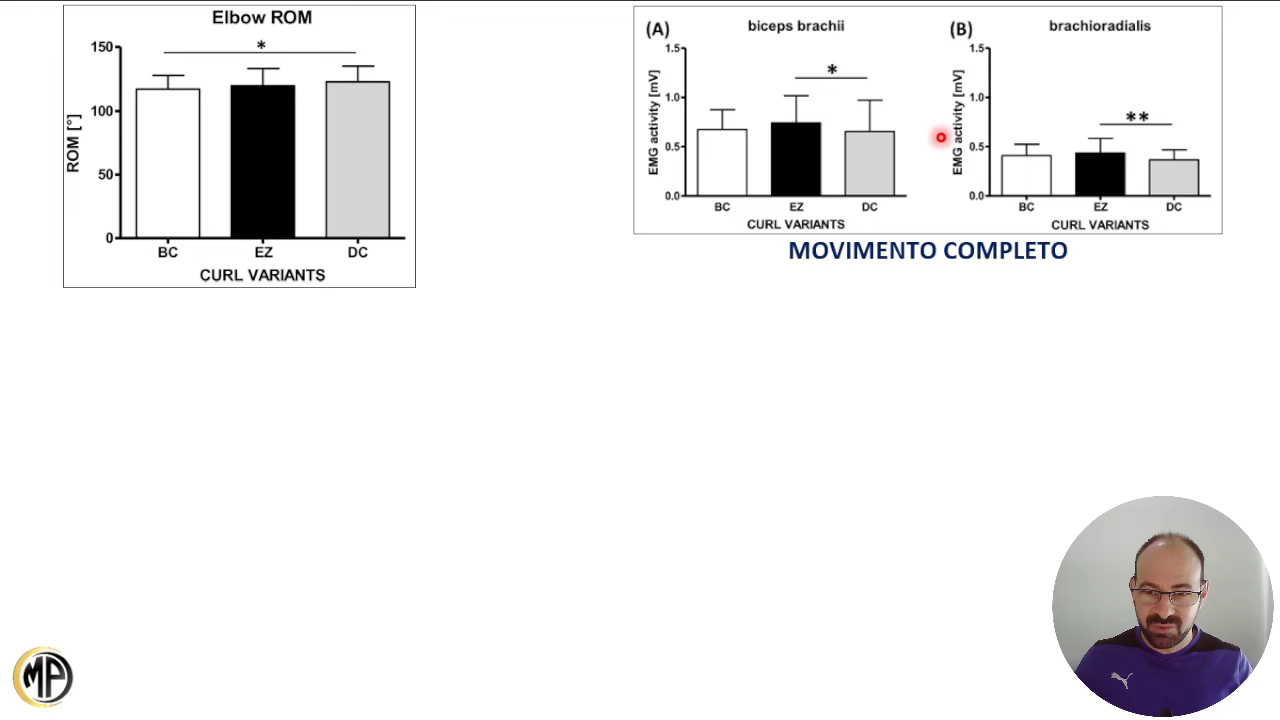 Elbow ROM
*
150
100
50
0
ROM [°]
BC EZ DC
CURL VARIANTS
(A) biceps brachii
1.5
1.0
0.5
0.0
EMG activity [mV]
*
BC EZ DC
CURL VARIANTS
(B) brachioradialis
1.5
1.0
0.5
0.0
EMG activity [mV]
**
BC EZ DC
CURL VARIANTS
MOVIMENTO COMPLETO
MP